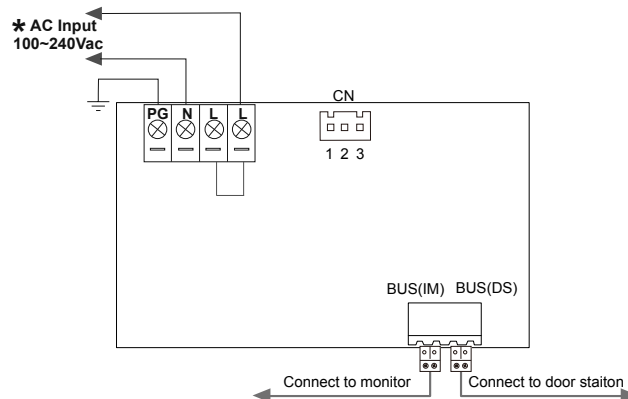 * AC Input
100~240Vac
PG N L L
CN
1 2 3
BUS(IM) BUS(DS)
Connect to monitor
Connect to door staiton